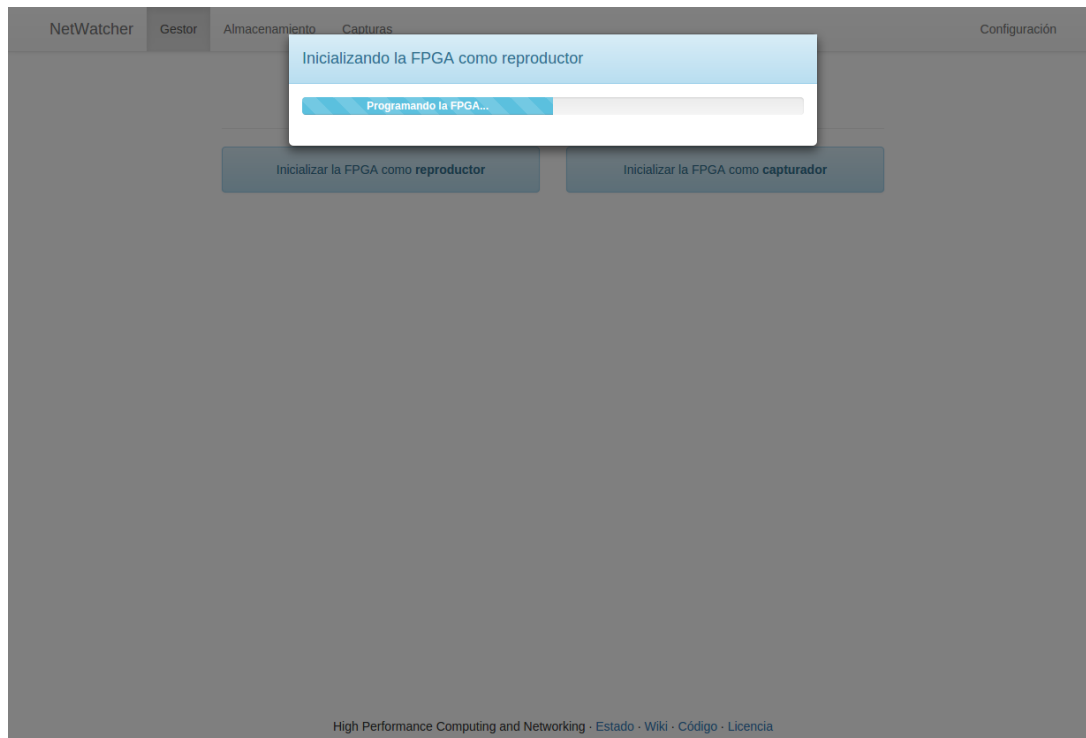 NetWatcher Gestor Almacenamiento Capturas Configuración
Inicializando la FPGA como reproductor
Programando la FPGA...
Inicializar la FPGA como reproductor Inicializar la FPGA como capturador
High Performance Computing and Networking · Estado · Wiki · Código · Licencia